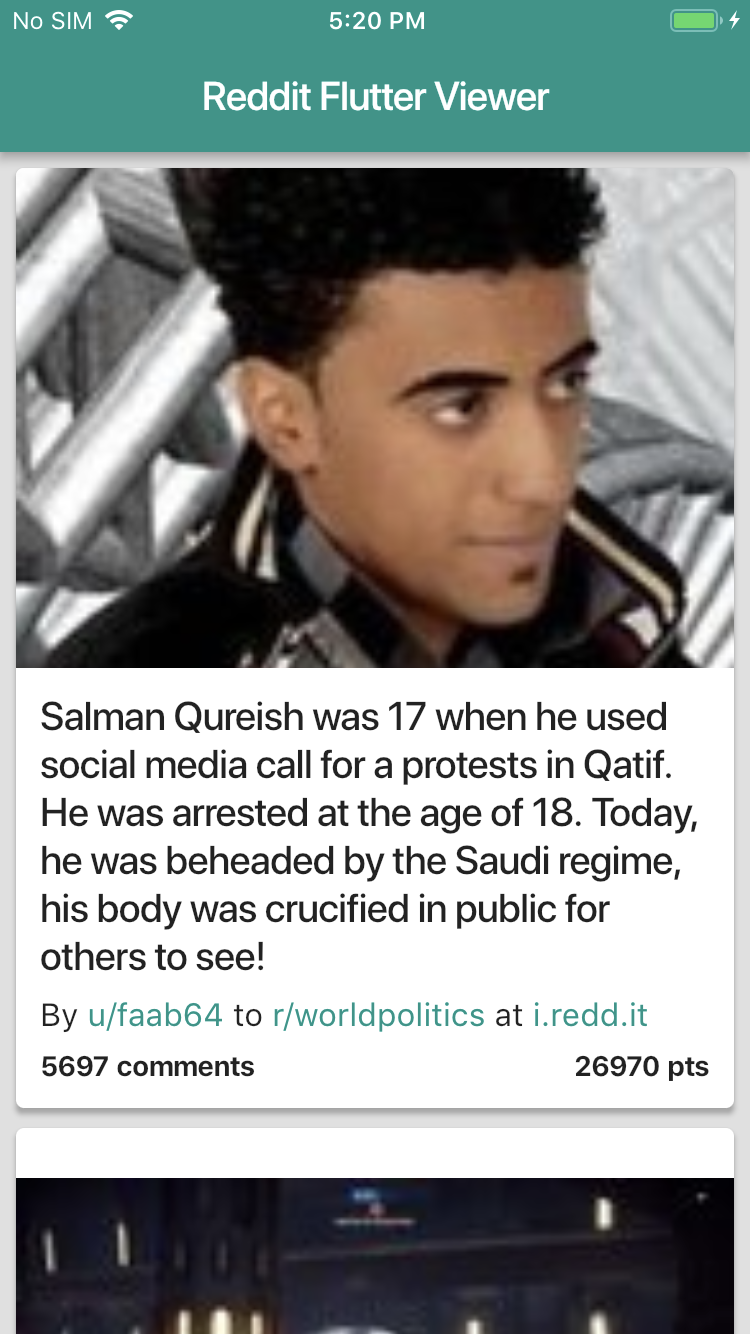 No SIM 5:20 PM
Reddit Flutter Viewer
Salman Qureish was 17 when he used
social media call for a protests in Qatif.
He was arrested at the age of 18. Today,
he was beheaded by the Saudi regime,
his body was crucified in public for
others to see!
By u/faab64 to r/worldpolitics at i.redd.it
5697 comments 26970 pts